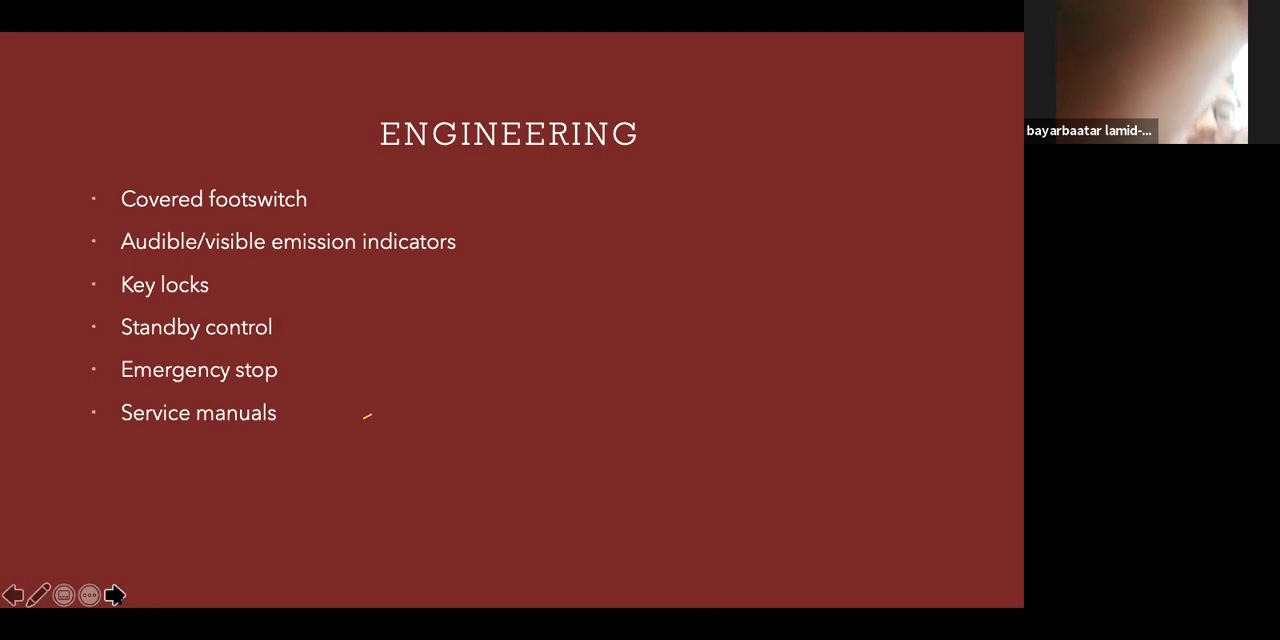 ENGINEERING
• Covered footswitch
• Audible/visible emission indicators
• Key locks
• Standby control
• Emergency stop
• Service manuals
bayarbaatar lamid-...